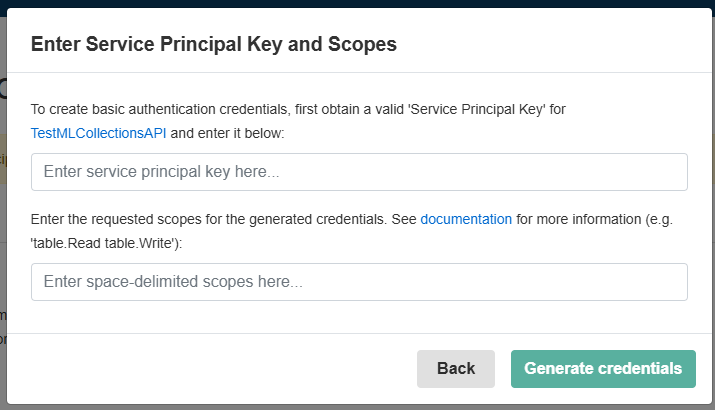 Enter Service Principal Key and Scopes
To create basic authentication credentials, first obtain a valid 'Service Principal Key' for
TestMLCollectionsAPI and enter it below:
Enter service principal key here...
Enter the requested scopes for the generated credentials. See documentation for more information (e.g.
'table.Read table.Write'):
Enter space-delimited scopes here...
Back
Generate credentials